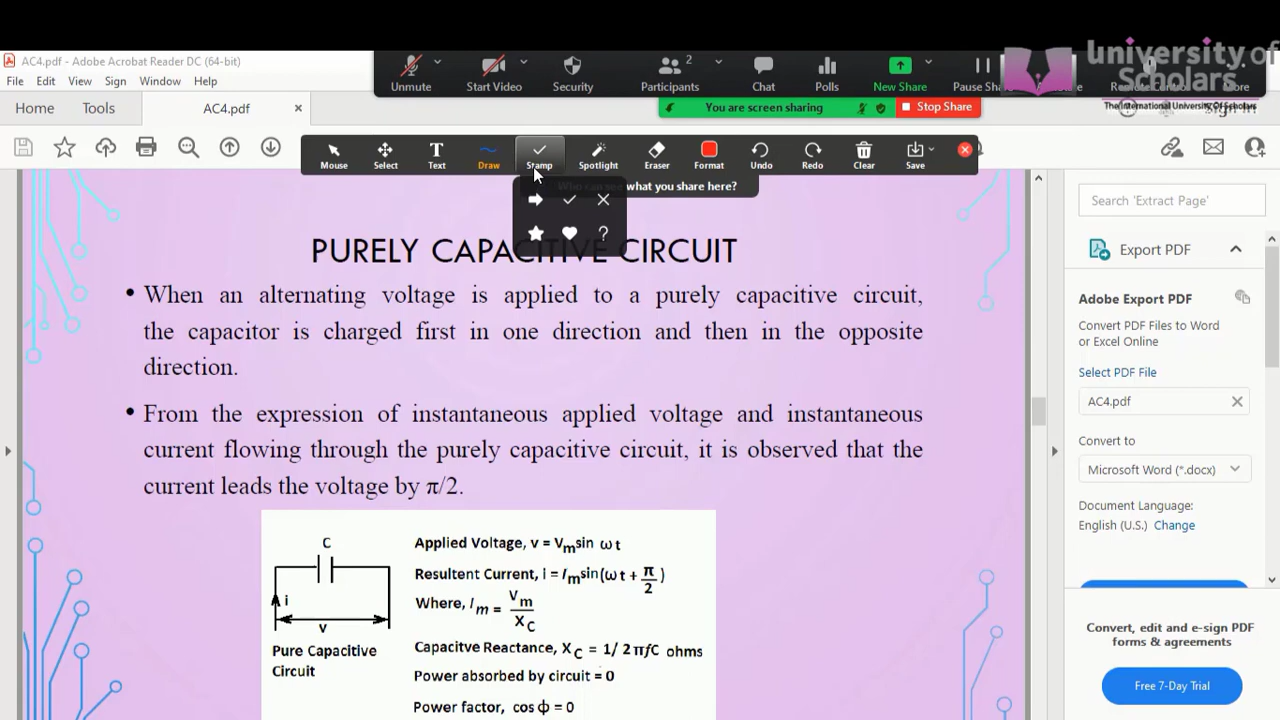 AC4.pdf - Adobe Acrobat Reader DC (64-bit)
File Edit View Sign Window Help
Home Tools AC4.pdf
Unmute Start Video Security Participants 2 Chat Polls New Share Pause Share More
You are screen sharing Stop Share
university of Scholars
The International University Of Scholars
Mouse Select Text Draw Stamp Spotlight Eraser Format Undo Redo Clear Save
what you share here?
PURELY CAPACITIVE CIRCUIT
• When an alternating voltage is applied to a purely capacitive circuit,
the capacitor is charged first in one direction and then in the opposite
direction.
• From the expression of instantaneous applied voltage and instantaneous
current flowing through the purely capacitive circuit, it is observed that the
current leads the voltage by π/2.
C
i
v
Pure Capacitive
Circuit
Applied Voltage, v = Vm sin ωt
Resultent Current, i = Im sin(ωt + π/2)
Where, Im = Vm/XC
Capacitve Reactance, XC = 1/ 2πfC ohms
Power absorbed by circuit = 0
Power factor, cos ф = 0
Search 'Extract Page'
Export PDF
Adobe Export PDF
Convert PDF Files to Word
or Excel Online
Select PDF File
AC4.pdf
Convert to
Microsoft Word (*.docx)
Document Language:
English (U.S.) Change
Convert, edit and e-sign PDF
forms & agreements
Free 7-Day Trial